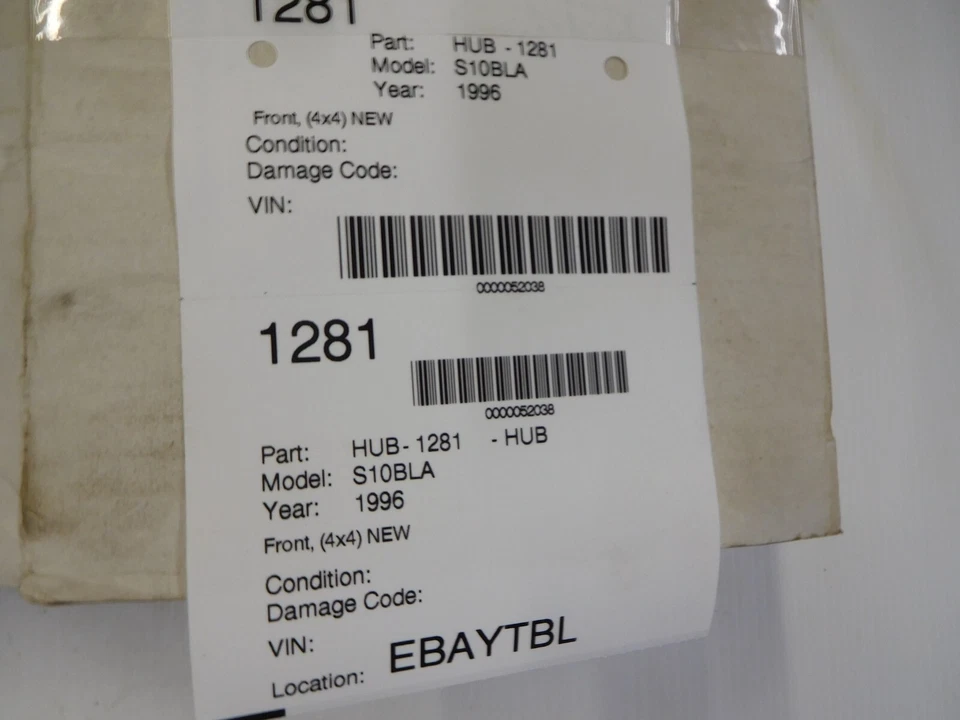 1281
Part: HUB - 1281
Model: S10BLA
Year: 1996
Front, (4x4) NEW
Condition:
Damage Code:
VIN:
0000052038
1281
0000052038
Part: HUB- 1281 - HUB
Model: S10BLA
Year: 1996
Front, (4x4) NEW
Condition:
Damage Code:
VIN:
Location: EBAYTBL